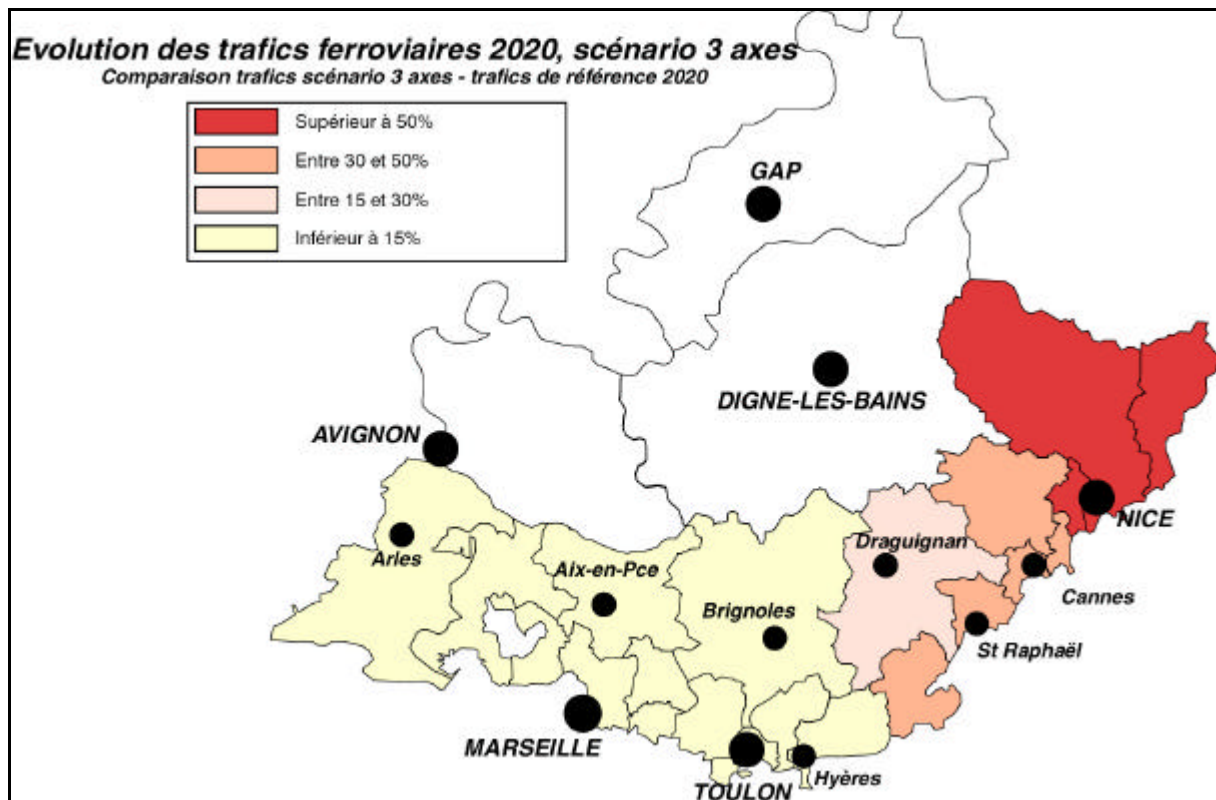 Evolution des trafics ferroviaires 2020, scénario 3 axes
Comparaison trafics scénario 3 axes - trafics de référence 2020
Supérieur à 50%
Entre 30 et 50%
Entre 15 et 30%
Inférieur à 15%
GAP
DIGNE-LES-BAINS
AVIGNON
NICE
Arles
Aix-en-Pce
Draguignan
Cannes
Brignoles
St Raphaël
MARSEILLE
TOULON
Hyères